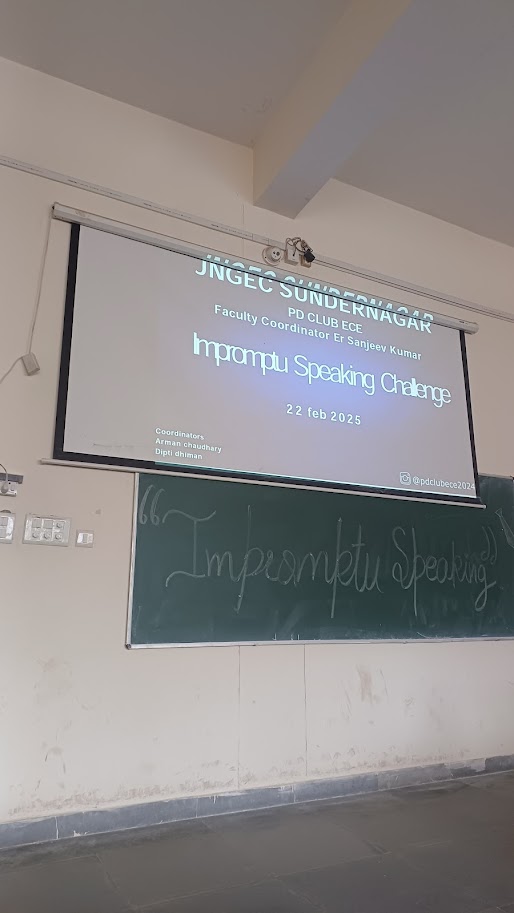 JNGEC SUNDERNAGAR
PD CLUB ECE
Faculty Coordinator Er Sanjeev Kumar
Impromptu Speaking Challenge
22 feb 2025
Coordinators
Arman chaudhary
Dipti dhiman
@pdclubece2024
"Impromptu Speaking"